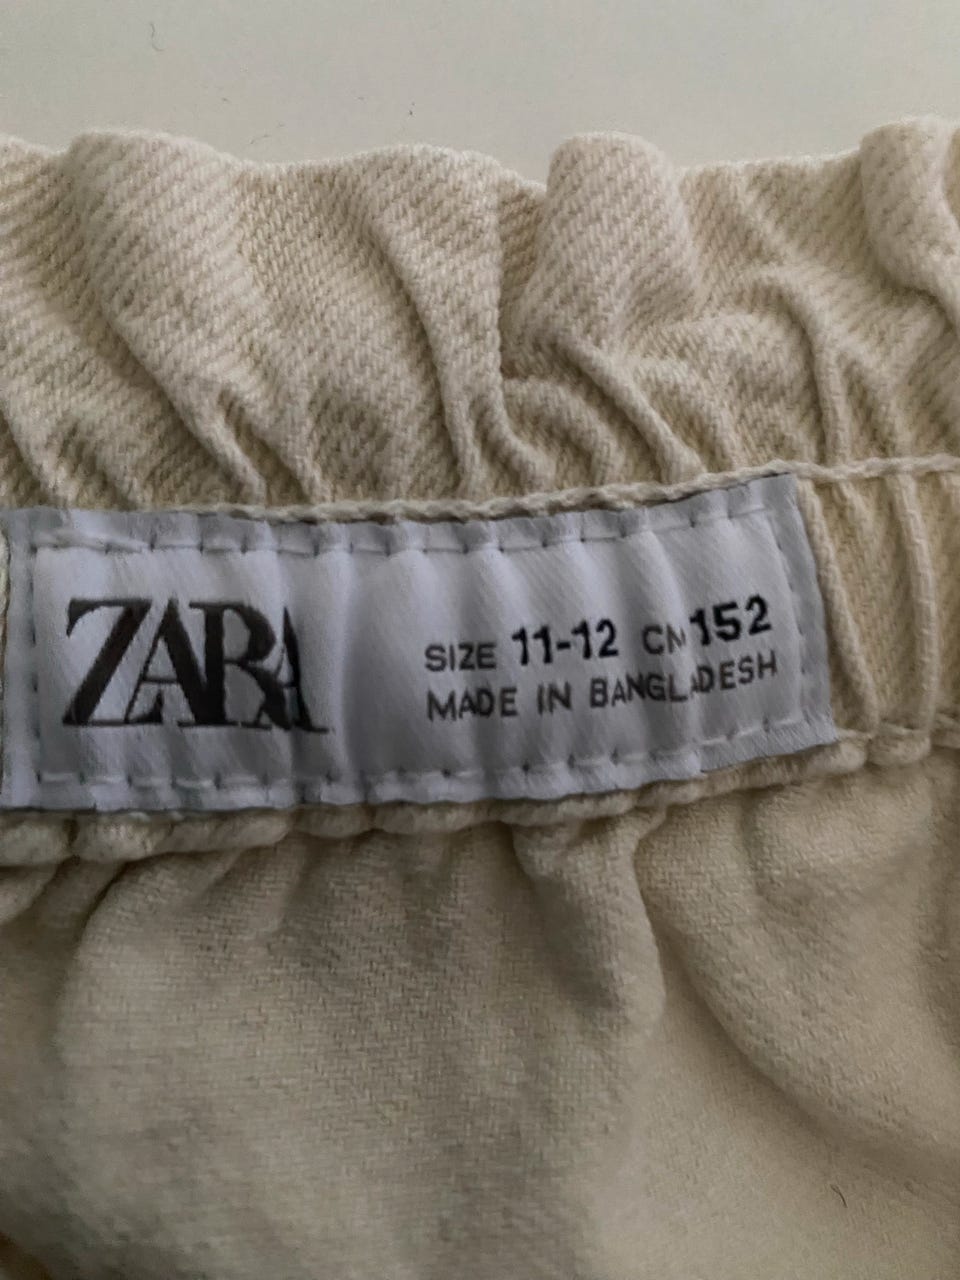 ZARA
SIZE 11-12 CM 152
MADE IN BANGLADESH